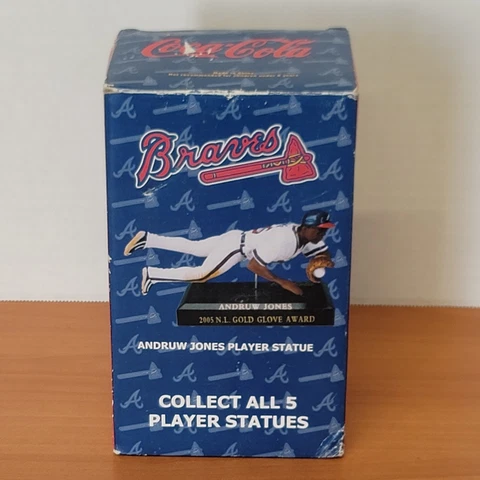 Coca-Cola
Braves
ANDRUW JONES
2005 N.L. GOLD GLOVE AWARD
ANDRUW JONES PLAYER STATUE
COLLECT ALL 5
PLAYER STATUES